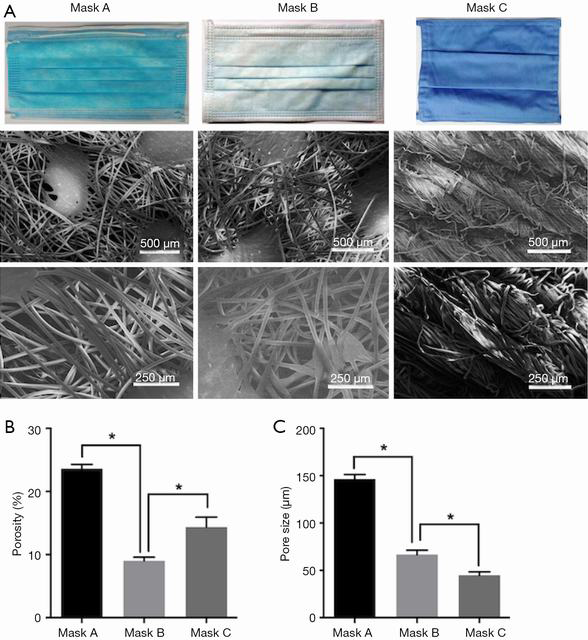 A
Mask A
Mask B
Mask C
500 µm
500 µm
500 µm
250 µm
250 µm
250 µm
B
Porosity (%)
30
20
10
0
*
*
Mask A
Mask B
Mask C
C
Pore size (µm)
200
150
100
50
0
*
*
Mask A
Mask B
Mask C